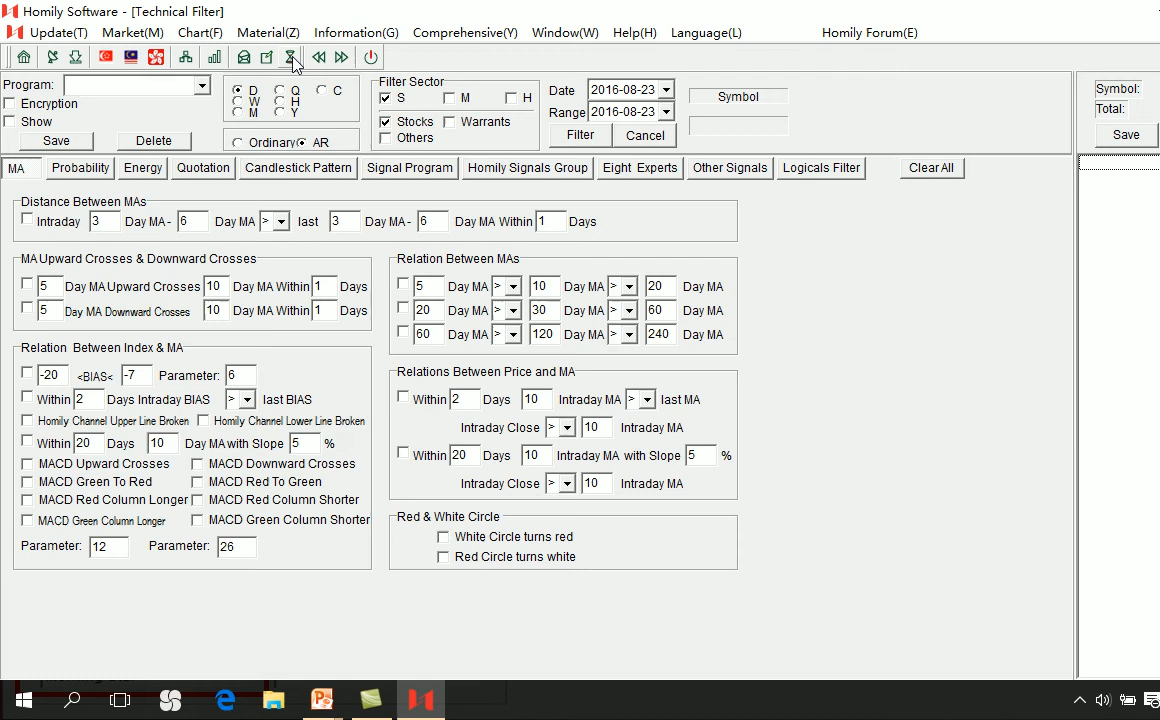 Homily Software - [Technical Filter]
Update(T) Market(M) Chart(F) Material(Z) Information(G) Comprehensive(Y) Window(W) Help(H) Language(L) Homily Forum(E)
Program:
Encryption
Show
Save Delete
D Q C
W H
M Y
Ordinary AR
Filter Sector
S M H
Stocks Warrants
Others
Date 2016-08-23
Range 2016-08-23
Filter Cancel
Symbol
Symbol:
Total:
Save
MA Probability Energy Quotation Candlestick Pattern Signal Program Homily Signals Group Eight Experts Other Signals Logicals Filter Clear All
Distance Between MAs
Intraday 3 Day MA - 6 Day MA > last 3 Day MA - 6 Day MA Within 1 Days
MA Upward Crosses & Downward Crosses
5 Day MA Upward Crosses 10 Day MA Within 1 Days
5 Day MA Downward Crosses 10 Day MA Within 1 Days
Relation Between MAs
5 Day MA > 10 Day MA > 20 Day MA
20 Day MA > 30 Day MA > 60 Day MA
60 Day MA > 120 Day MA > 240 Day MA
Relation Between Index & MA
-20 <BIAS< -7 Parameter: 6
Within 2 Days Intraday BIAS > last BIAS
Homily Channel Upper Line Broken Homily Channel Lower Line Broken
Within 20 Days 10 Day MA with Slope 5 %
MACD Upward Crosses MACD Downward Crosses
MACD Green To Red MACD Red To Green
MACD Red Column Longer MACD Red Column Shorter
MACD Green Column Longer MACD Green Column Shorter
Parameter: 12 Parameter: 26
Relations Between Price and MA
Within 2 Days 10 Intraday MA > last MA
Intraday Close > 10 Intraday MA
Within 20 Days 10 Intraday MA with Slope 5 %
Intraday Close > 10 Intraday MA
Red & White Circle
White Circle turns red
Red Circle turns white